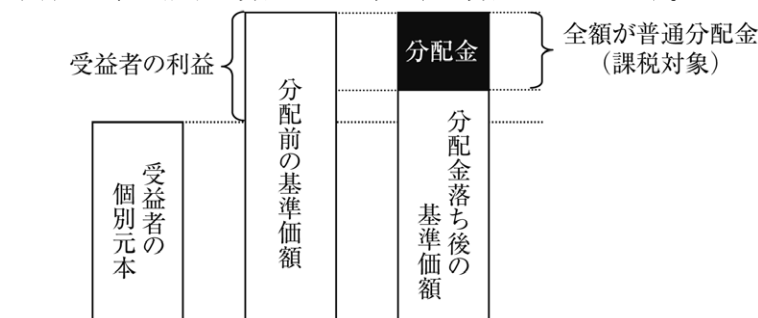 受益者の利益
分配金
全額が普通分配金
（課税対象）
受益者の
個別元本
分配前の基準価額
分配金落ち後の
基準価額